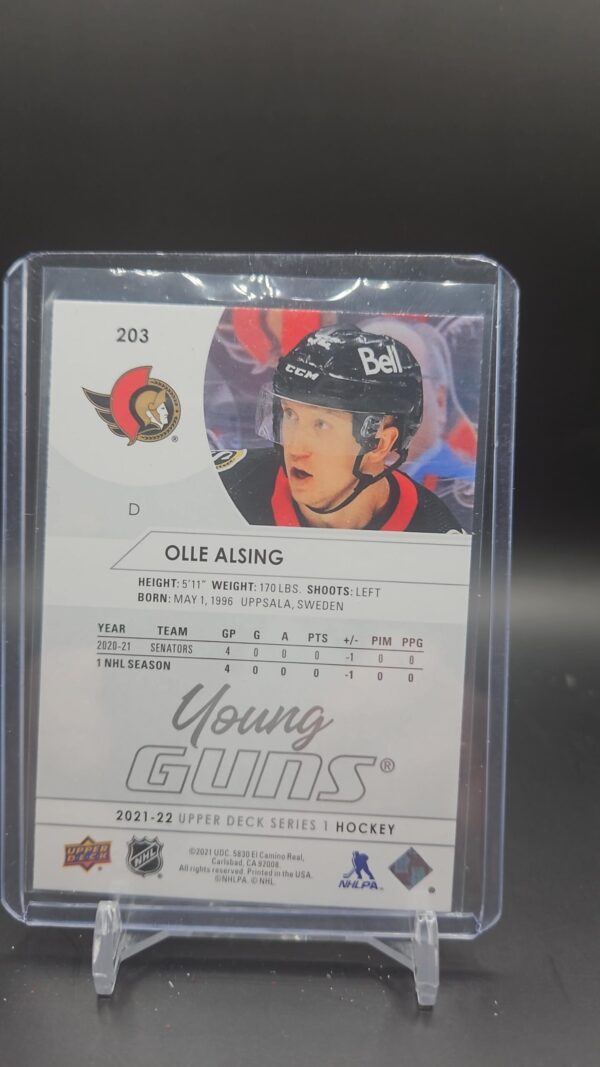 203
Bell
CCM
D
OLLE ALSING
HEIGHT: 5'11" WEIGHT: 170 LBS. SHOOTS: LEFT
BORN: MAY 1, 1996 UPPSALA, SWEDEN
YEAR TEAM GP G A PTS +/- PIM PPG
2020-21 SENATORS 4 0 0 0 -1 0 0
1 NHL SEASON 4 0 0 0 -1 0 0
Young
GUNS®
2021-22 UPPER DECK SERIES 1 HOCKEY
UPPER DECK
NHL
©2021 UDC. 5830 El Camino Real,
Carlsbad, CA 92008.
All rights reserved. Printed in the USA.
©NHLPA. © NHL.
NHLPA